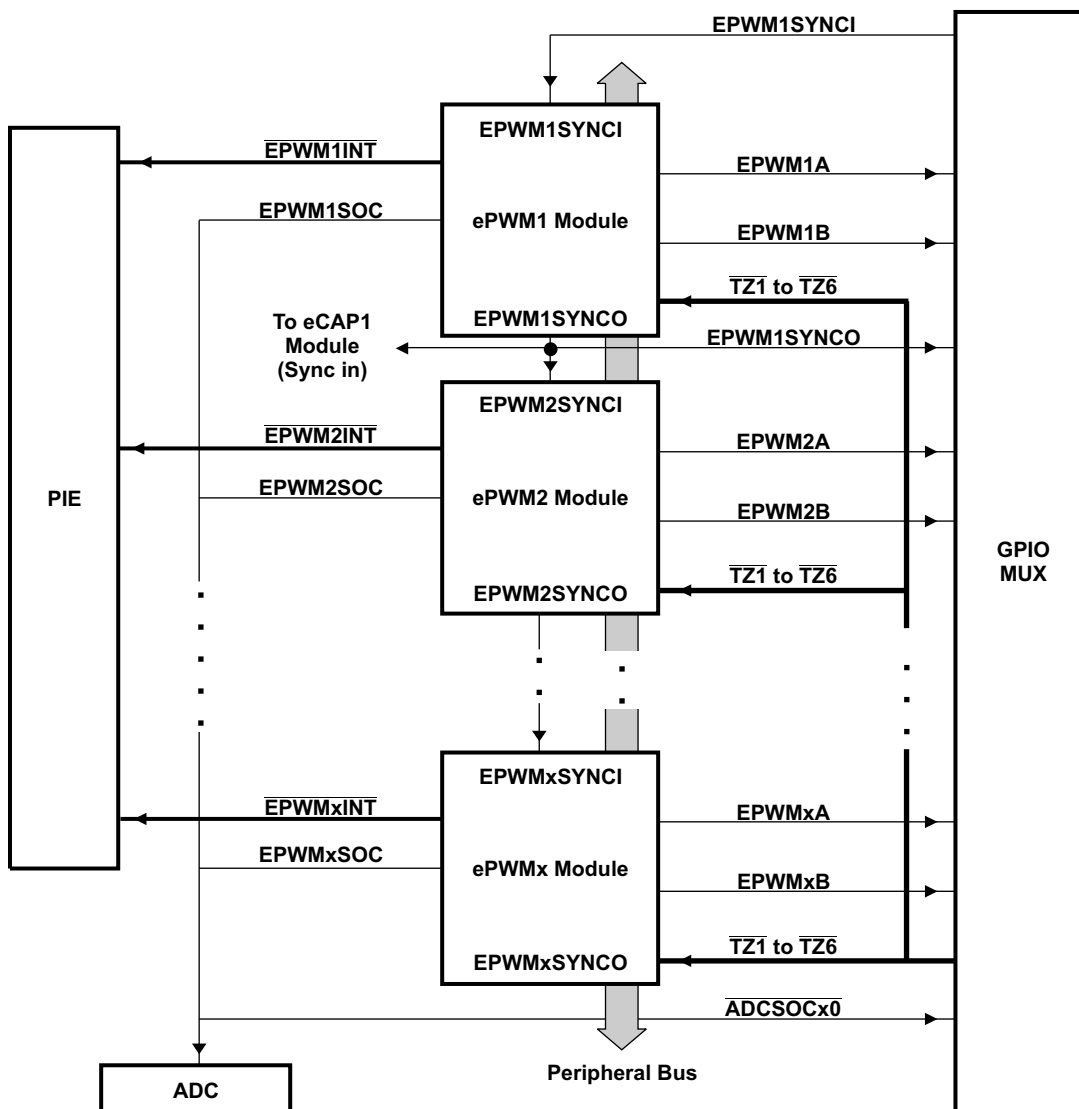 EPWM1SYNCI
EPWM1SYNCI
EPWM1INT
EPWM1A
EPWM1SOC
ePWM1 Module
EPWM1B
TZ1 to TZ6
EPWM1SYNCO
To eCAP1
Module
(Sync in)
EPWM1SYNCO
EPWM2SYNCI
EPWM2INT
EPWM2A
PIE
EPWM2SOC
ePWM2 Module
EPWM2B
GPIO
MUX
TZ1 to TZ6
EPWM2SYNCO
EPWMxSYNCI
EPWMxINT
EPWMxA
EPWMxSOC
ePWMx Module
EPWMxB
TZ1 to TZ6
EPWMxSYNCO
ADCSOCx0
Peripheral Bus
ADC